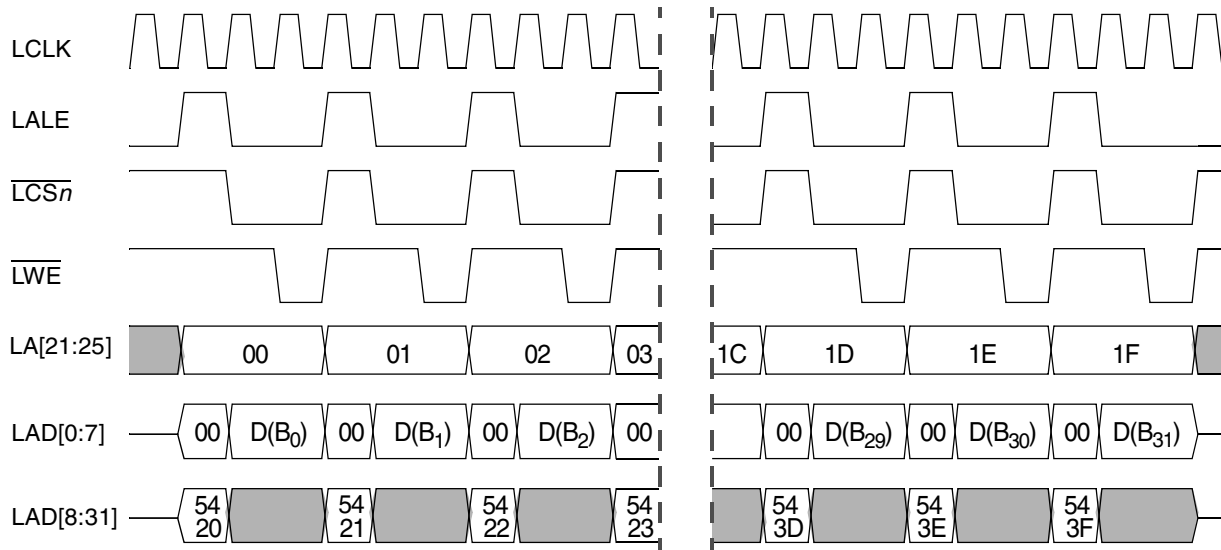 LCLK
LALE
LCSn
LWE
LA[21:25] 00 01 02 03 1C 1D 1E 1F
LAD[0:7] 00 D(B0) 00 D(B1) 00 D(B2) 00 00 D(B29) 00 D(B30) 00 D(B31)
LAD[8:31] 54 54 54 54 54 54 54
20 21 22 23 3D 3E 3F